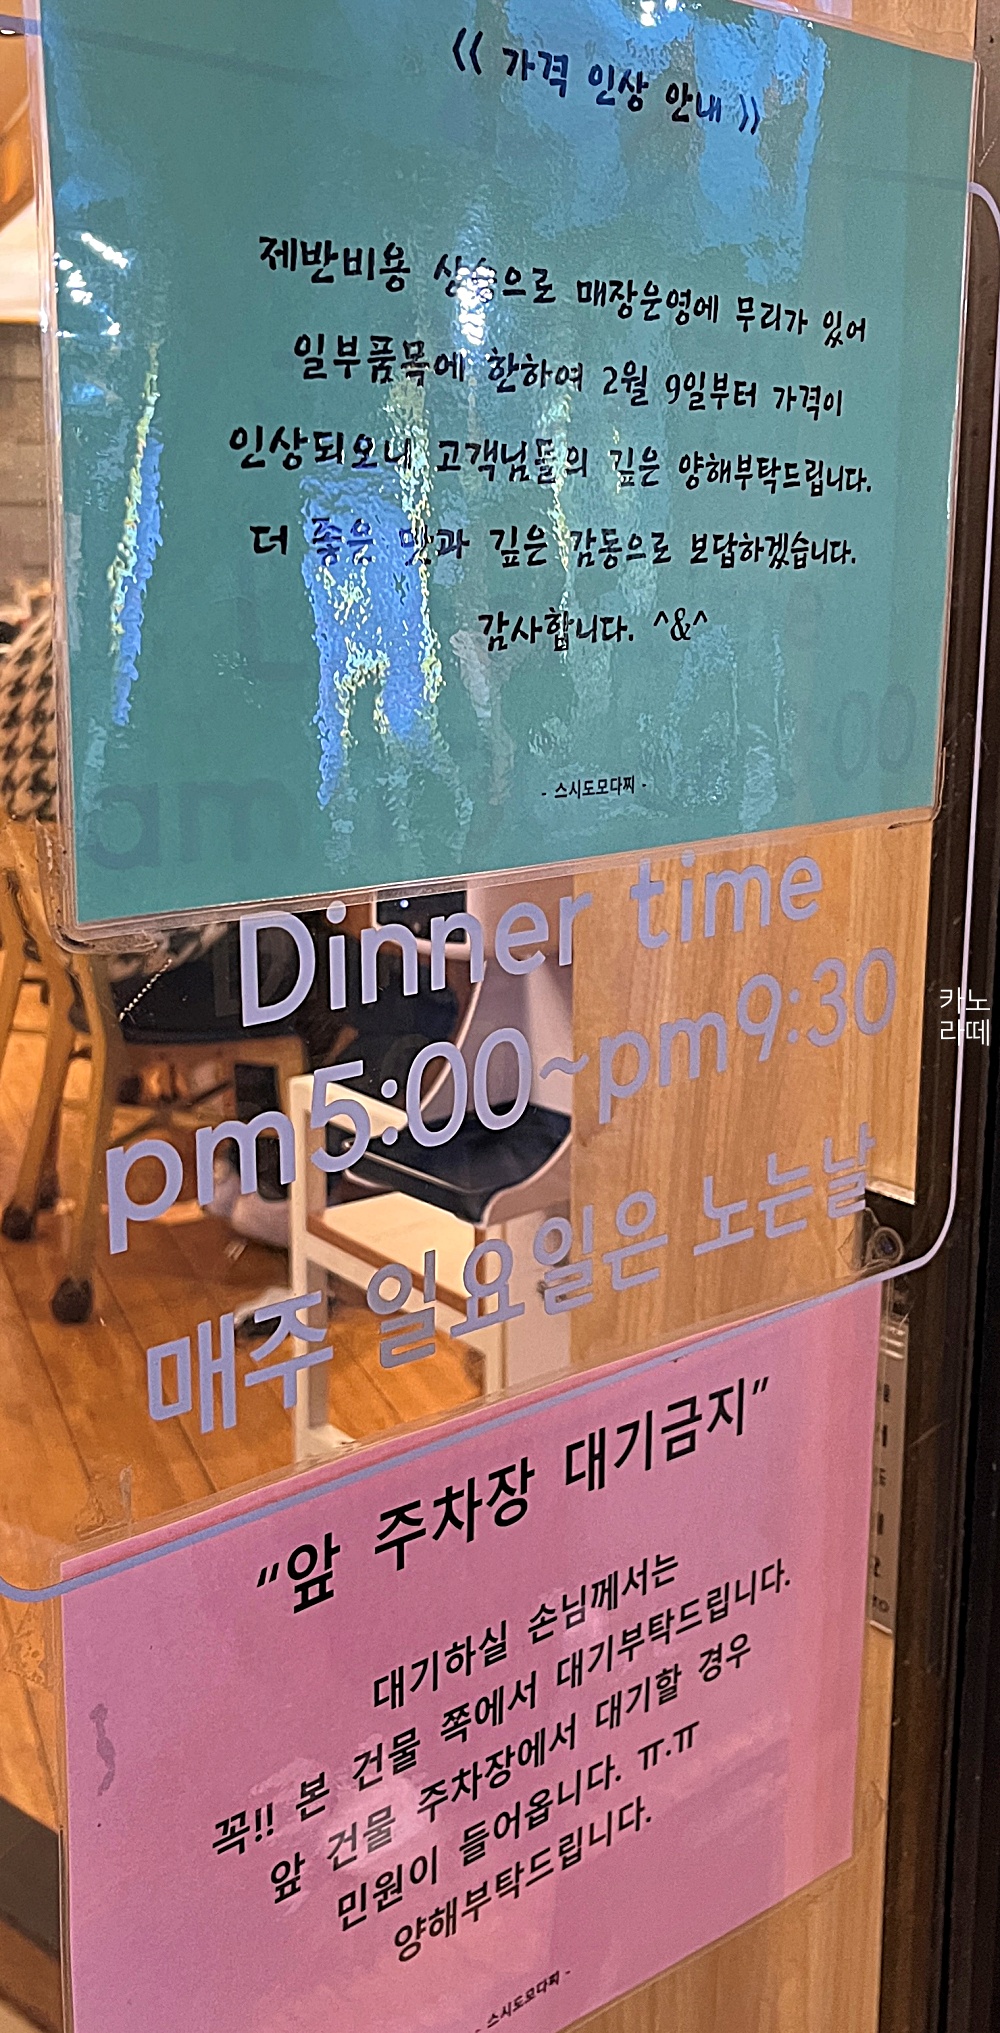 << 가격 인상 안내 >>
제반비용 상승으로 매장운영에 무리가 있어
일부품목에 한하여 2월 9일부터 가격이
인상되오니 고객님들의 깊은 양해부탁드립니다.
더 좋은 맛과 깊은 감동으로 보답하겠습니다.
감사합니다. ^&^
- 스시도모다찌 -
Dinner time
pm5:00~pm9:30
매주 일요일은 노는날
"앞 주차장 대기금지"
대기하실 손님께서는
꼭!! 본 건물 쪽에서 대기부탁드립니다.
앞 건물 주차장에서 대기할 경우
민원이 들어옵니다. ㅠ.ㅠ
양해부탁드립니다.
- 스시도모다찌 -
카노
라떼